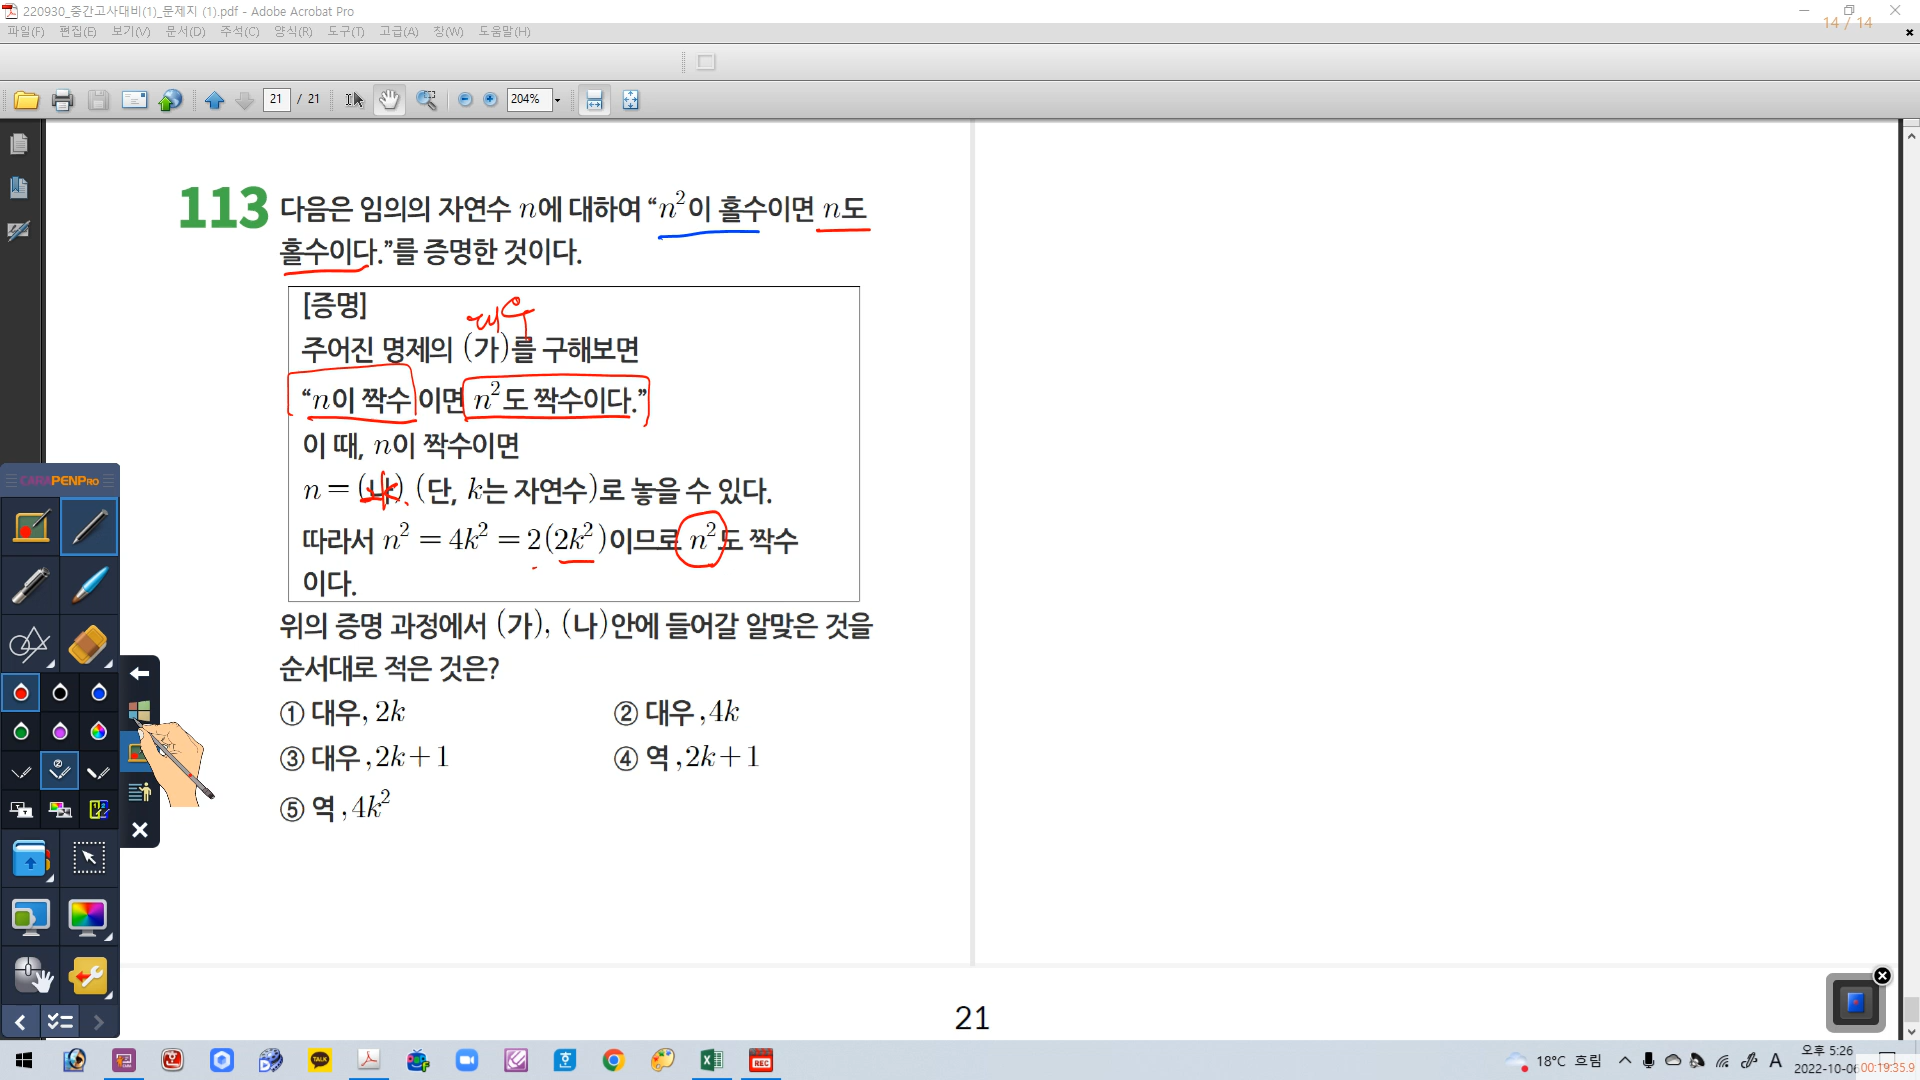 220930_중간고사대비(1)_문제지 (1).pdf - Adobe Acrobat Pro
14 / 14
파일(F) 편집(E) 보기(V) 문서(D) 주석(C) 양식(R) 도구(T) 고급(A) 창(W) 도움말(H)
21 / 21 204%
113 다음은 임의의 자연수 n에 대하여 “n²이 홀수이면 n도
홀수이다.”를 증명한 것이다.
[증명]
대우
주어진 명제의 (가)를 구해보면
“n이 짝수이면 n²도 짝수이다.”
이 때, n이 짝수이면
n = (나) (단, k는 자연수)로 놓을 수 있다.
따라서 n² = 4k² = 2(2k²)이므로 n²도 짝수
이다.
위의 증명 과정에서 (가), (나)안에 들어갈 알맞은 것을
순서대로 적은 것은?
① 대우, 2k ② 대우, 4k
③ 대우, 2k+1 ④ 역, 2k+1
⑤ 역, 4k²
21
CARAPENPRO
TALK
REC
18°C 흐림
A
오후 5:26
2022-10-06
00:19:35.9